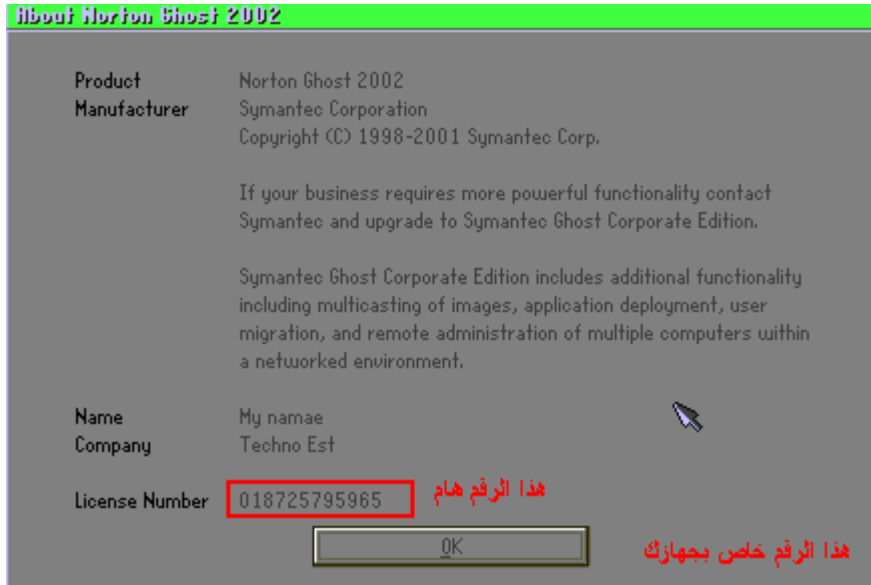 About Norton Ghost 2002
Product Norton Ghost 2002
Manufacturer Symantec Corporation
Copyright (C) 1998-2001 Symantec Corp.
If your business requires more powerful functionality contact
Symantec and upgrade to Symantec Ghost Corporate Edition.
Symantec Ghost Corporate Edition includes additional functionality
including multicasting of images, application deployment, user
migration, and remote administration of multiple computers within
a networked environment.
Name My namae
Company Techno Est
License Number 018725795965 هذا الرقم هام
OK
هذا الرقم خاص بجهازك